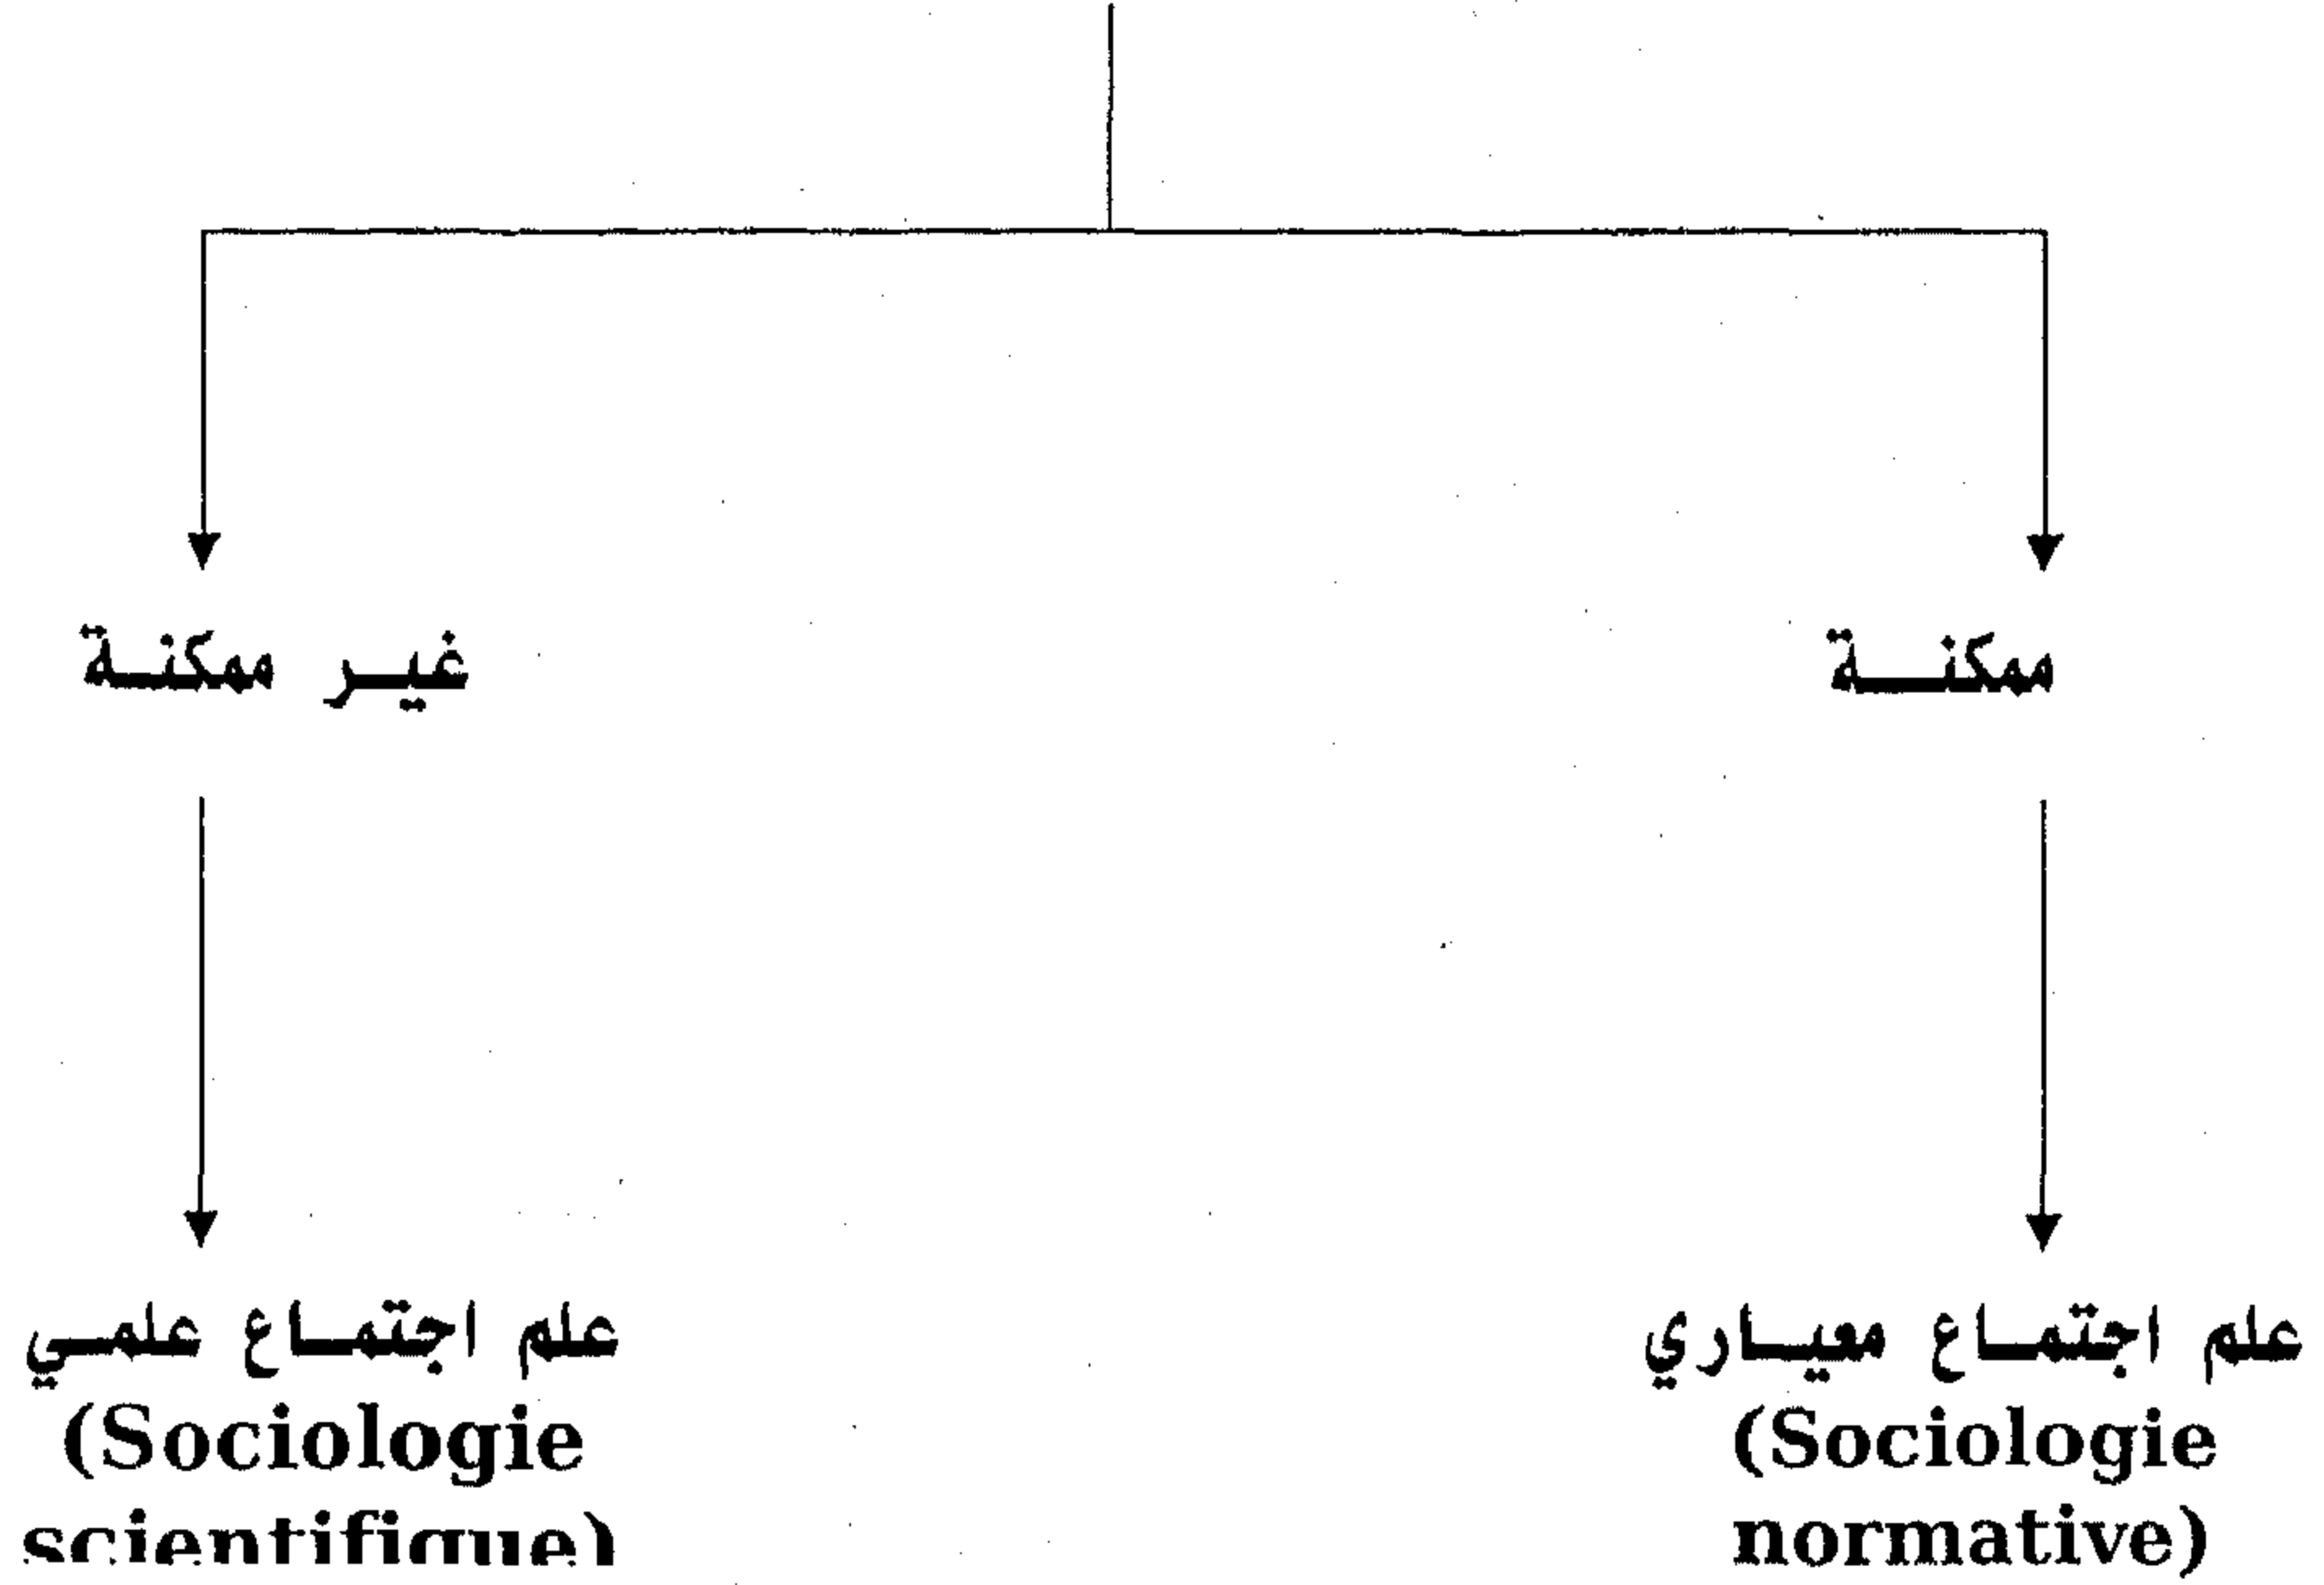 ممكنة
غير ممكنة
علم اجتماع معياري
(Sociologie
normative)
علم اجتماع علمي
(Sociologie
scientifique)